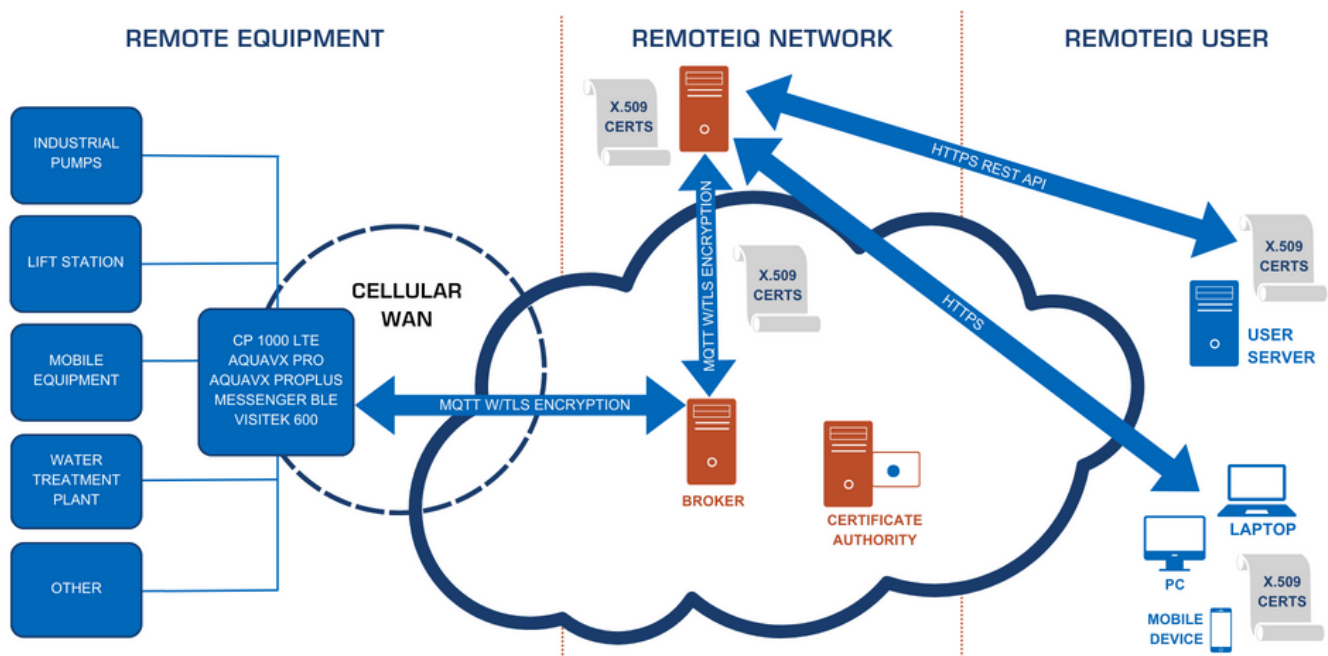 REMOTE EQUIPMENT
REMOTEIQ NETWORK
REMOTEIQ USER
INDUSTRIAL
PUMPS
LIFT STATION
MOBILE
EQUIPMENT
WATER
TREATMENT
PLANT
OTHER
CP 1000 LTE
AQUAVX PRO
AQUAVX PROPLUS
MESSENGER BLE
VISITEK 600
CELLULAR
WAN
MQTT W/TLS ENCRYPTION
X.509
CERTS
MQTT W/TLS ENCRYPTION
X.509
CERTS
BROKER
CERTIFICATE
AUTHORITY
HTTPS REST API
HTTPS
X.509
CERTS
USER
SERVER
LAPTOP
PC
MOBILE
DEVICE
X.509
CERTS